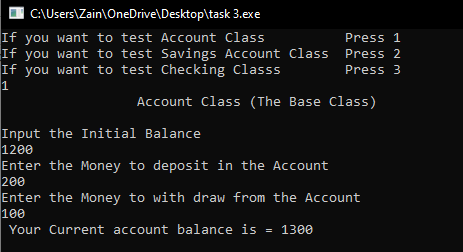 C:\Users\Zain\OneDrive\Desktop\task 3.exe
If you want to test Account Class          Press 1
If you want to test Savings Account Class  Press 2
If you want to test Checking Classs        Press 3
1
                 Account Class (The Base Class)
Input the Initial Balance
1200
Enter the Money to deposit in the Account
200
Enter the Money to with draw from the Account
100
 Your Current account balance is = 1300